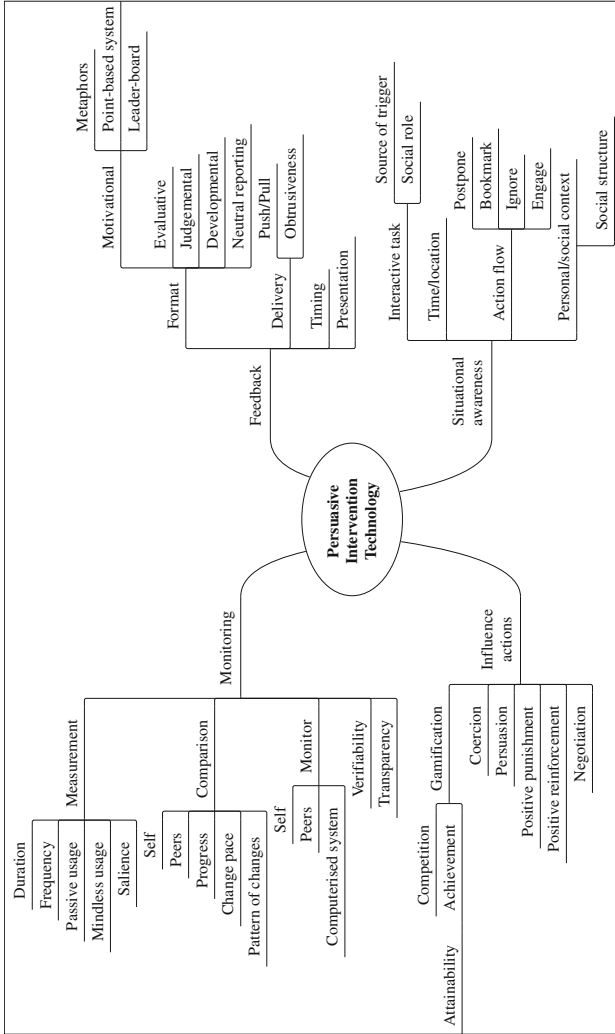 Duration
Frequency
Passive usage
Mindless usage
Salience
Measurement
Self
Peers
Progress
Change pace
Pattern of changes
Comparison
Self
Peers
Computerised system
Monitor
Verifiability
Transparency
Monitoring
Attainability
Competition
Achievement
Gamification
Coercion
Persuasion
Positive punishment
Positive reinforcement
Negotiation
Influence
actions
Persuasive
Intervention
Technology
Feedback
Format
Motivational
Metaphors
Point-based system
Leader-board
Evaluative
Judgemental
Developmental
Neutral reporting
Delivery
Push/Pull
Obtrusiveness
Timing
Presentation
Situational
awareness
Interactive task
Source of trigger
Social role
Time/location
Action flow
Postpone
Bookmark
Ignore
Engage
Personal/social context
Social structure